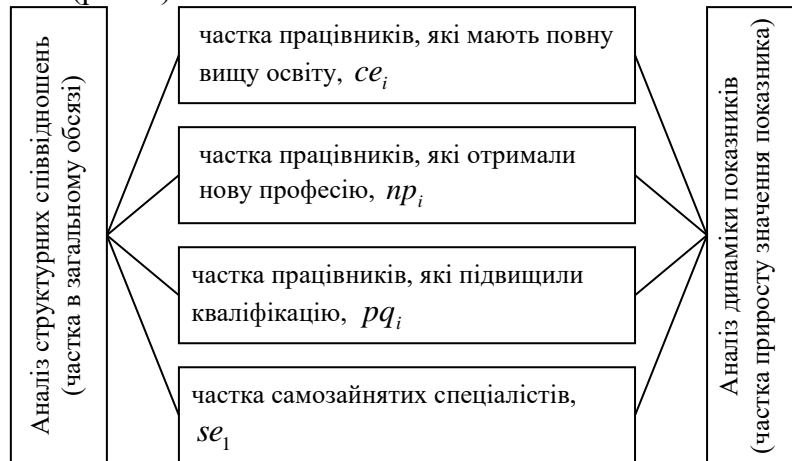 Аналіз структурних співвідношень
(частка в загальному обсязі)
частка працівників, які мають повну
вищу освіту, ce_i
частка працівників, які отримали
нову професію, np_i
частка працівників, які підвищили
кваліфікацію, pq_i
частка самозайнятих спеціалістів,
se_1
Аналіз динаміки показників
(частка приросту значення показника)